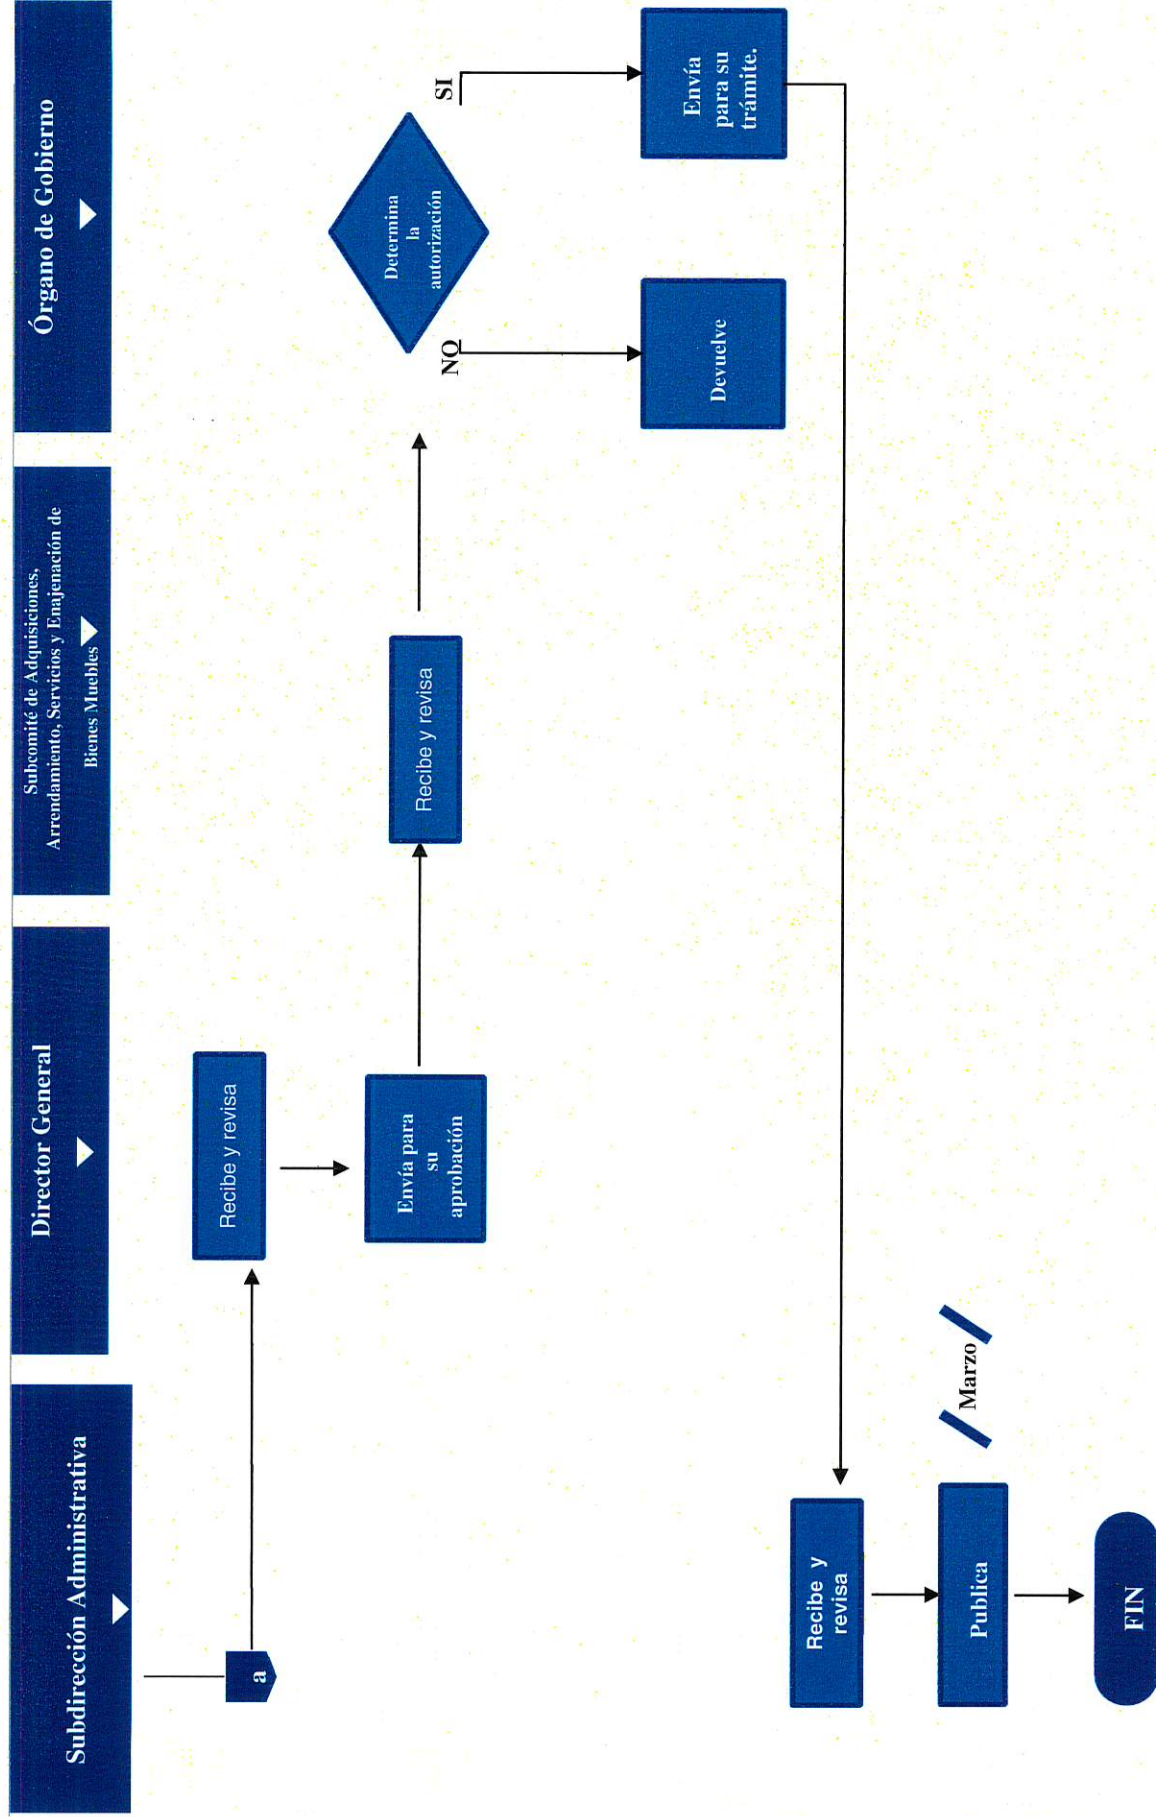 Subdirección Administrativa
Director General
Subcomité de Adquisiciones,
Arrendamiento, Servicios y Enajenación de
Bienes Muebles
Órgano de Gobierno
a
Recibe y revisa
Envía para
su
aprobación
Recibe y revisa
Determina
la
autorización
NO
SI
Devuelve
Envía
para su
trámite.
Recibe y
revisa
Publica
Marzo
FIN